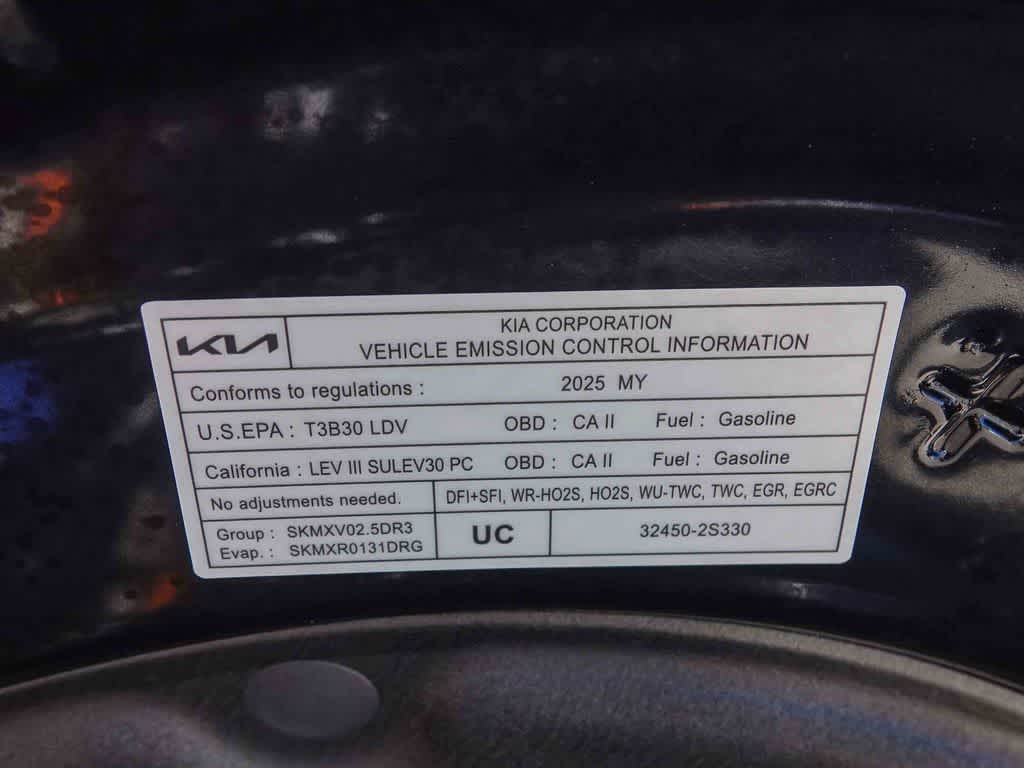 KIA
KIA CORPORATION
VEHICLE EMISSION CONTROL INFORMATION
Conforms to regulations : 2025 MY
U.S.EPA : T3B30 LDV OBD : CA II Fuel : Gasoline
California : LEV III SULEV30 PC OBD : CA II Fuel : Gasoline
No adjustments needed. DFI+SFI, WR-HO2S, HO2S, WU-TWC, TWC, EGR, EGRC
Group : SKMXV02.5DR3
Evap. : SKMXR0131DRG
UC
32450-2S330